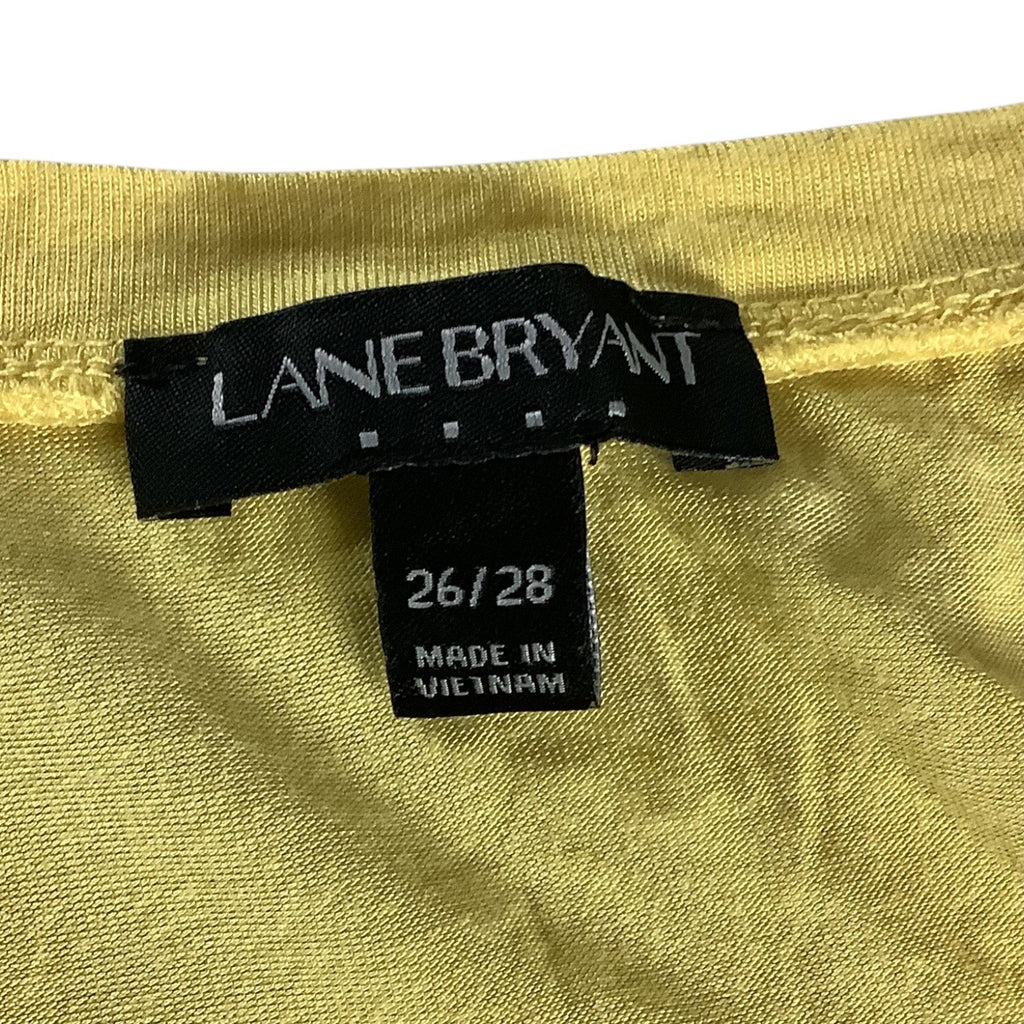 LANE BRYANT
26/28
MADE IN
VIETNAM